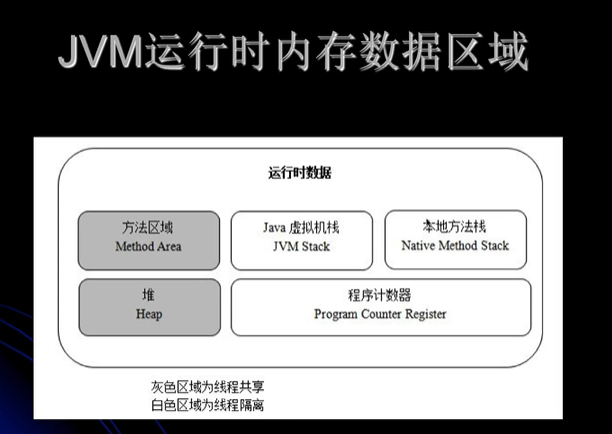 JVM运行时内存数据区域
运行时数据
方法区域
Method Area
Java 虚拟机栈
JVM Stack
本地方法栈
Native Method Stack
堆
Heap
程序计数器
Program Counter Register
灰色区域为线程共享
白色区域为线程隔离